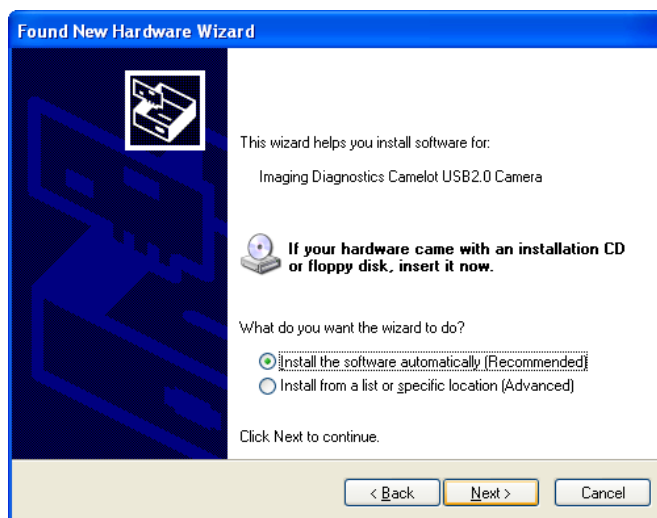 Found New Hardware Wizard
This wizard helps you install software for:
Imaging Diagnostics Camelot USB2.0 Camera
If your hardware came with an installation CD
or floppy disk, insert it now.
What do you want the wizard to do?
Install the software automatically (Recommended)
Install from a list or specific location (Advanced)
Click Next to continue.
< Back Next > Cancel